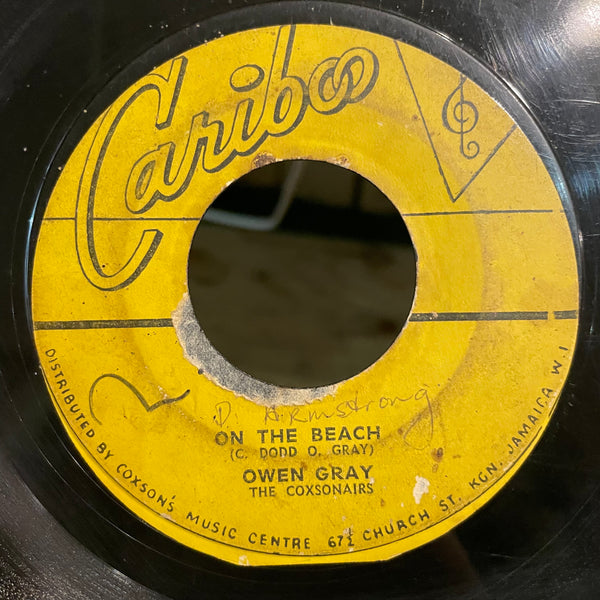 Cariboo
D. Armstrong
ON THE BEACH
(C. DODD O. GRAY)
OWEN GRAY
THE COXSONAIRS
DISTRIBUTED BY COXSON'S MUSIC CENTRE 67½ CHURCH ST. KGN. JAMAICA W.I